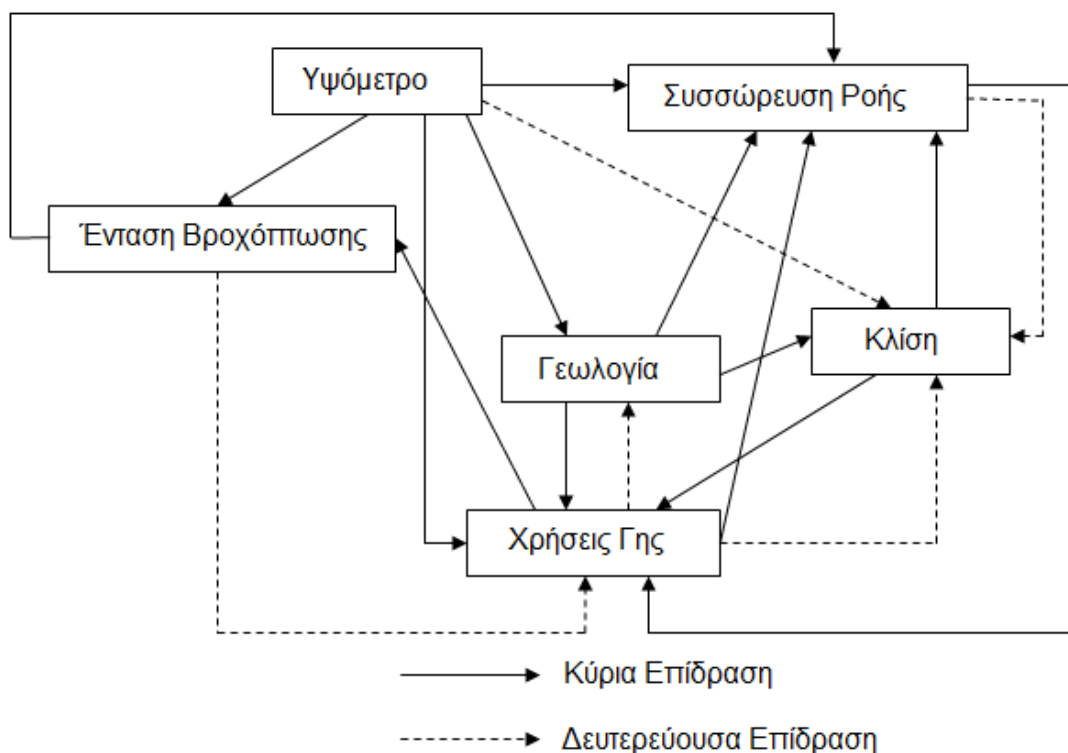 Υψόμετρο
Συσσώρευση Ροής
Ένταση Βροχόπτωσης
Κλίση
Γεωλογία
Χρήσεις Γης
Κύρια Επίδραση
Δευτερεύουσα Επίδραση